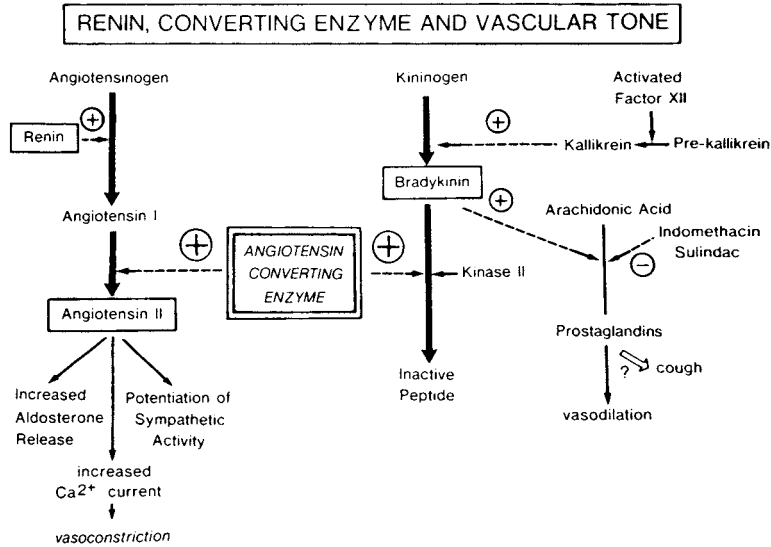 RENIN, CONVERTING ENZYME AND VASCULAR TONE
Angiotensinogen
Kininogen
Activated
Factor XII
+
Renin
+
Kallikrein
Pre-kallikrein
Bradykinin
+
Angiotensin I
Arachidonic Acid
+
ANGIOTENSIN
CONVERTING
ENZYME
+
Indomethacin
Sulindac
−
Kinase II
Angiotensin II
Prostaglandins
Increased
Aldosterone
Release
Potentiation of
Sympathetic
Activity
Inactive
Peptide
?
cough
vasodilation
increased
Ca²⁺ current
vasoconstriction